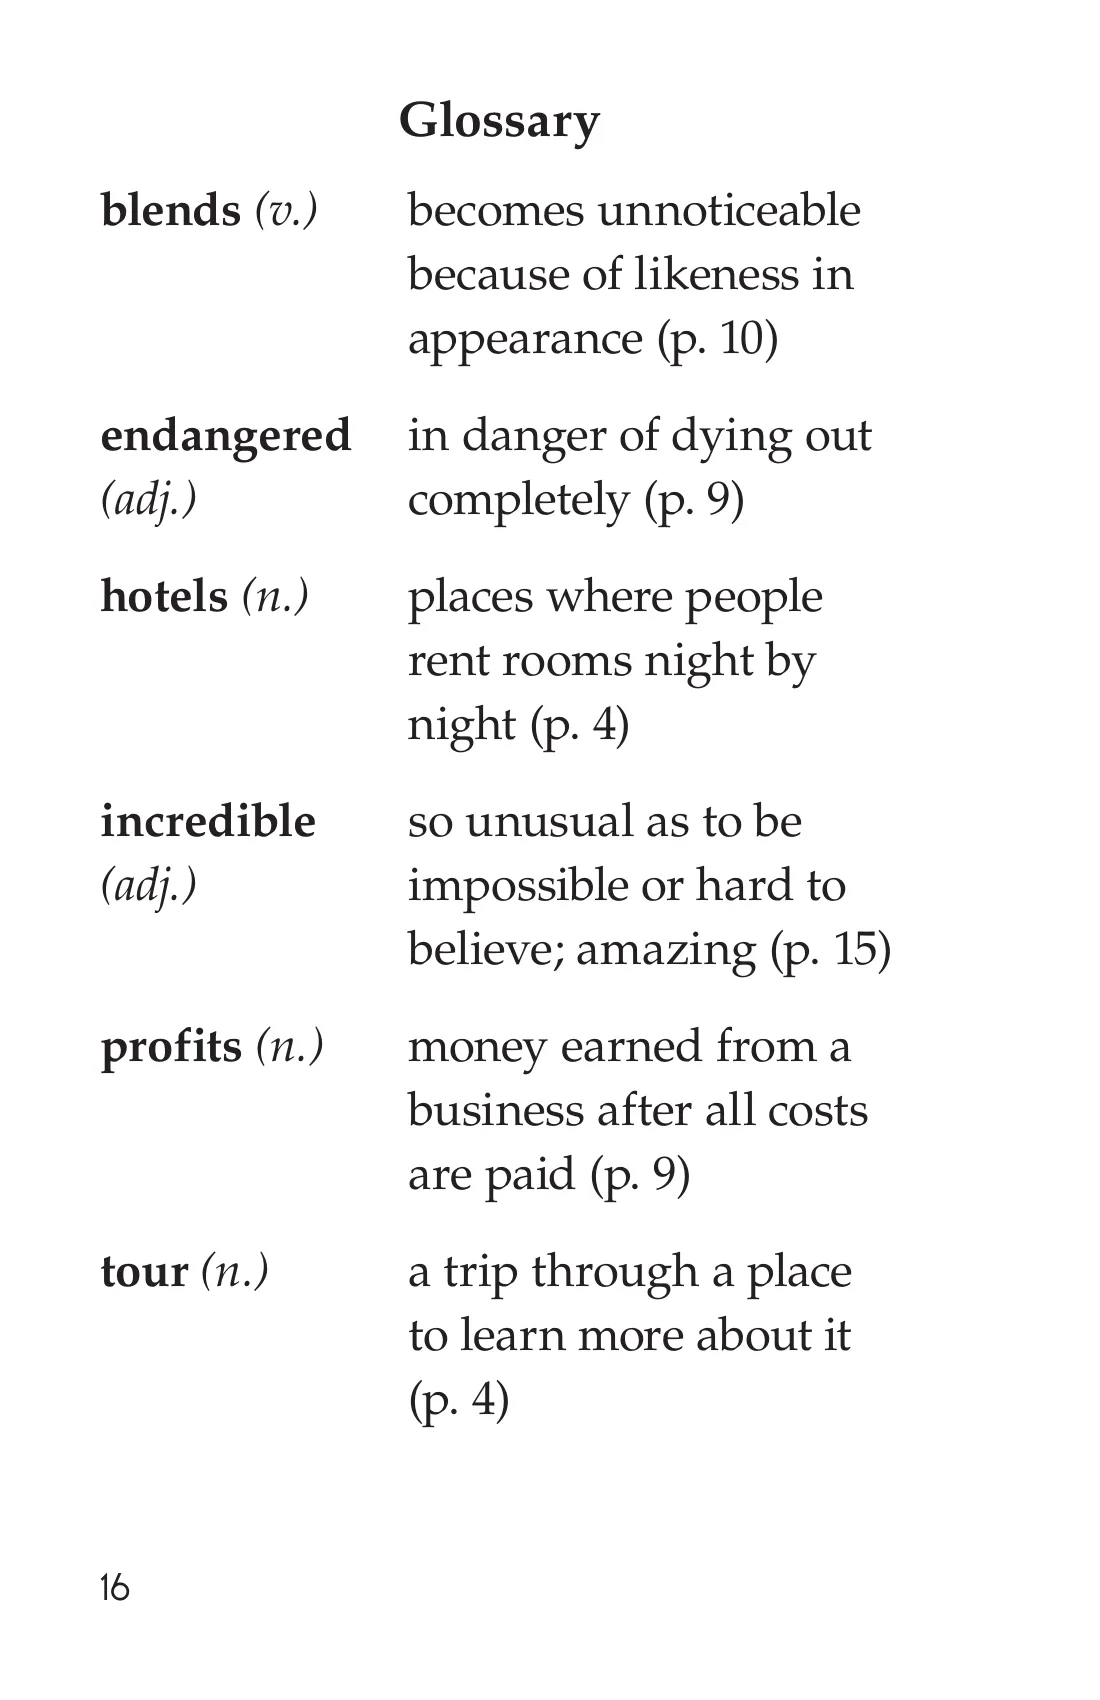 Glossary
blends (v.) becomes unnoticeable
because of likeness in
appearance (p. 10)
endangered in danger of dying out
(adj.) completely (p. 9)
hotels (n.) places where people
rent rooms night by
night (p. 4)
incredible so unusual as to be
(adj.) impossible or hard to
believe; amazing (p. 15)
profits (n.) money earned from a
business after all costs
are paid (p. 9)
tour (n.) a trip through a place
to learn more about it
(p. 4)
16